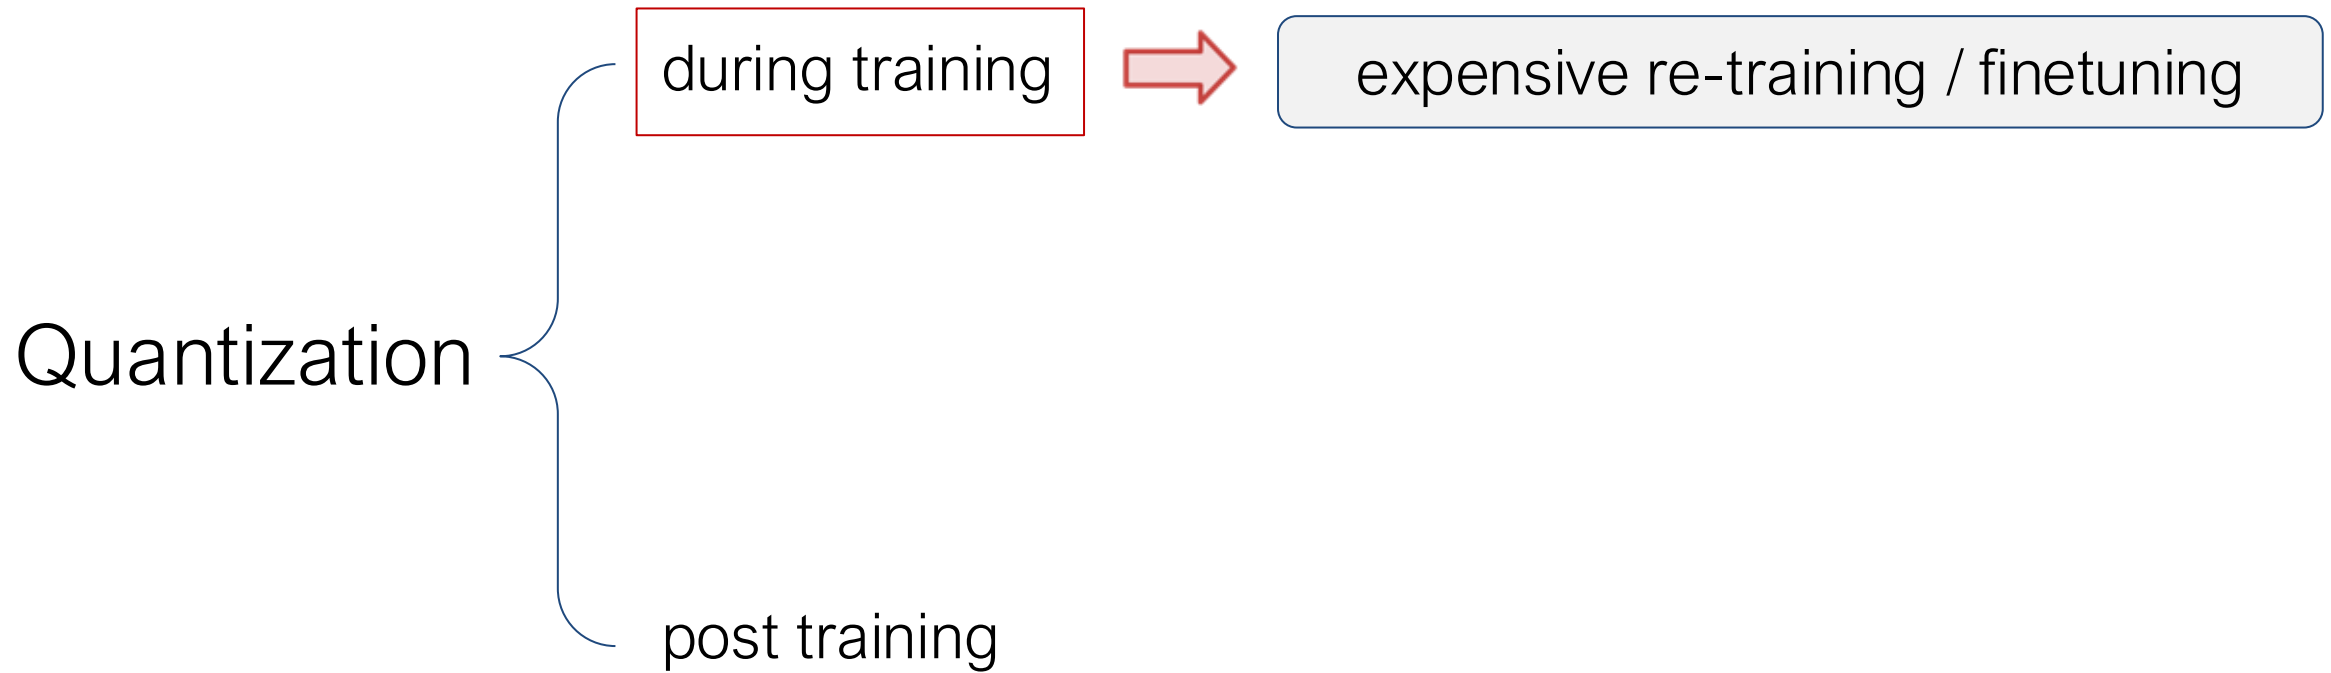 during training
expensive re-training / finetuning
Quantization
post training